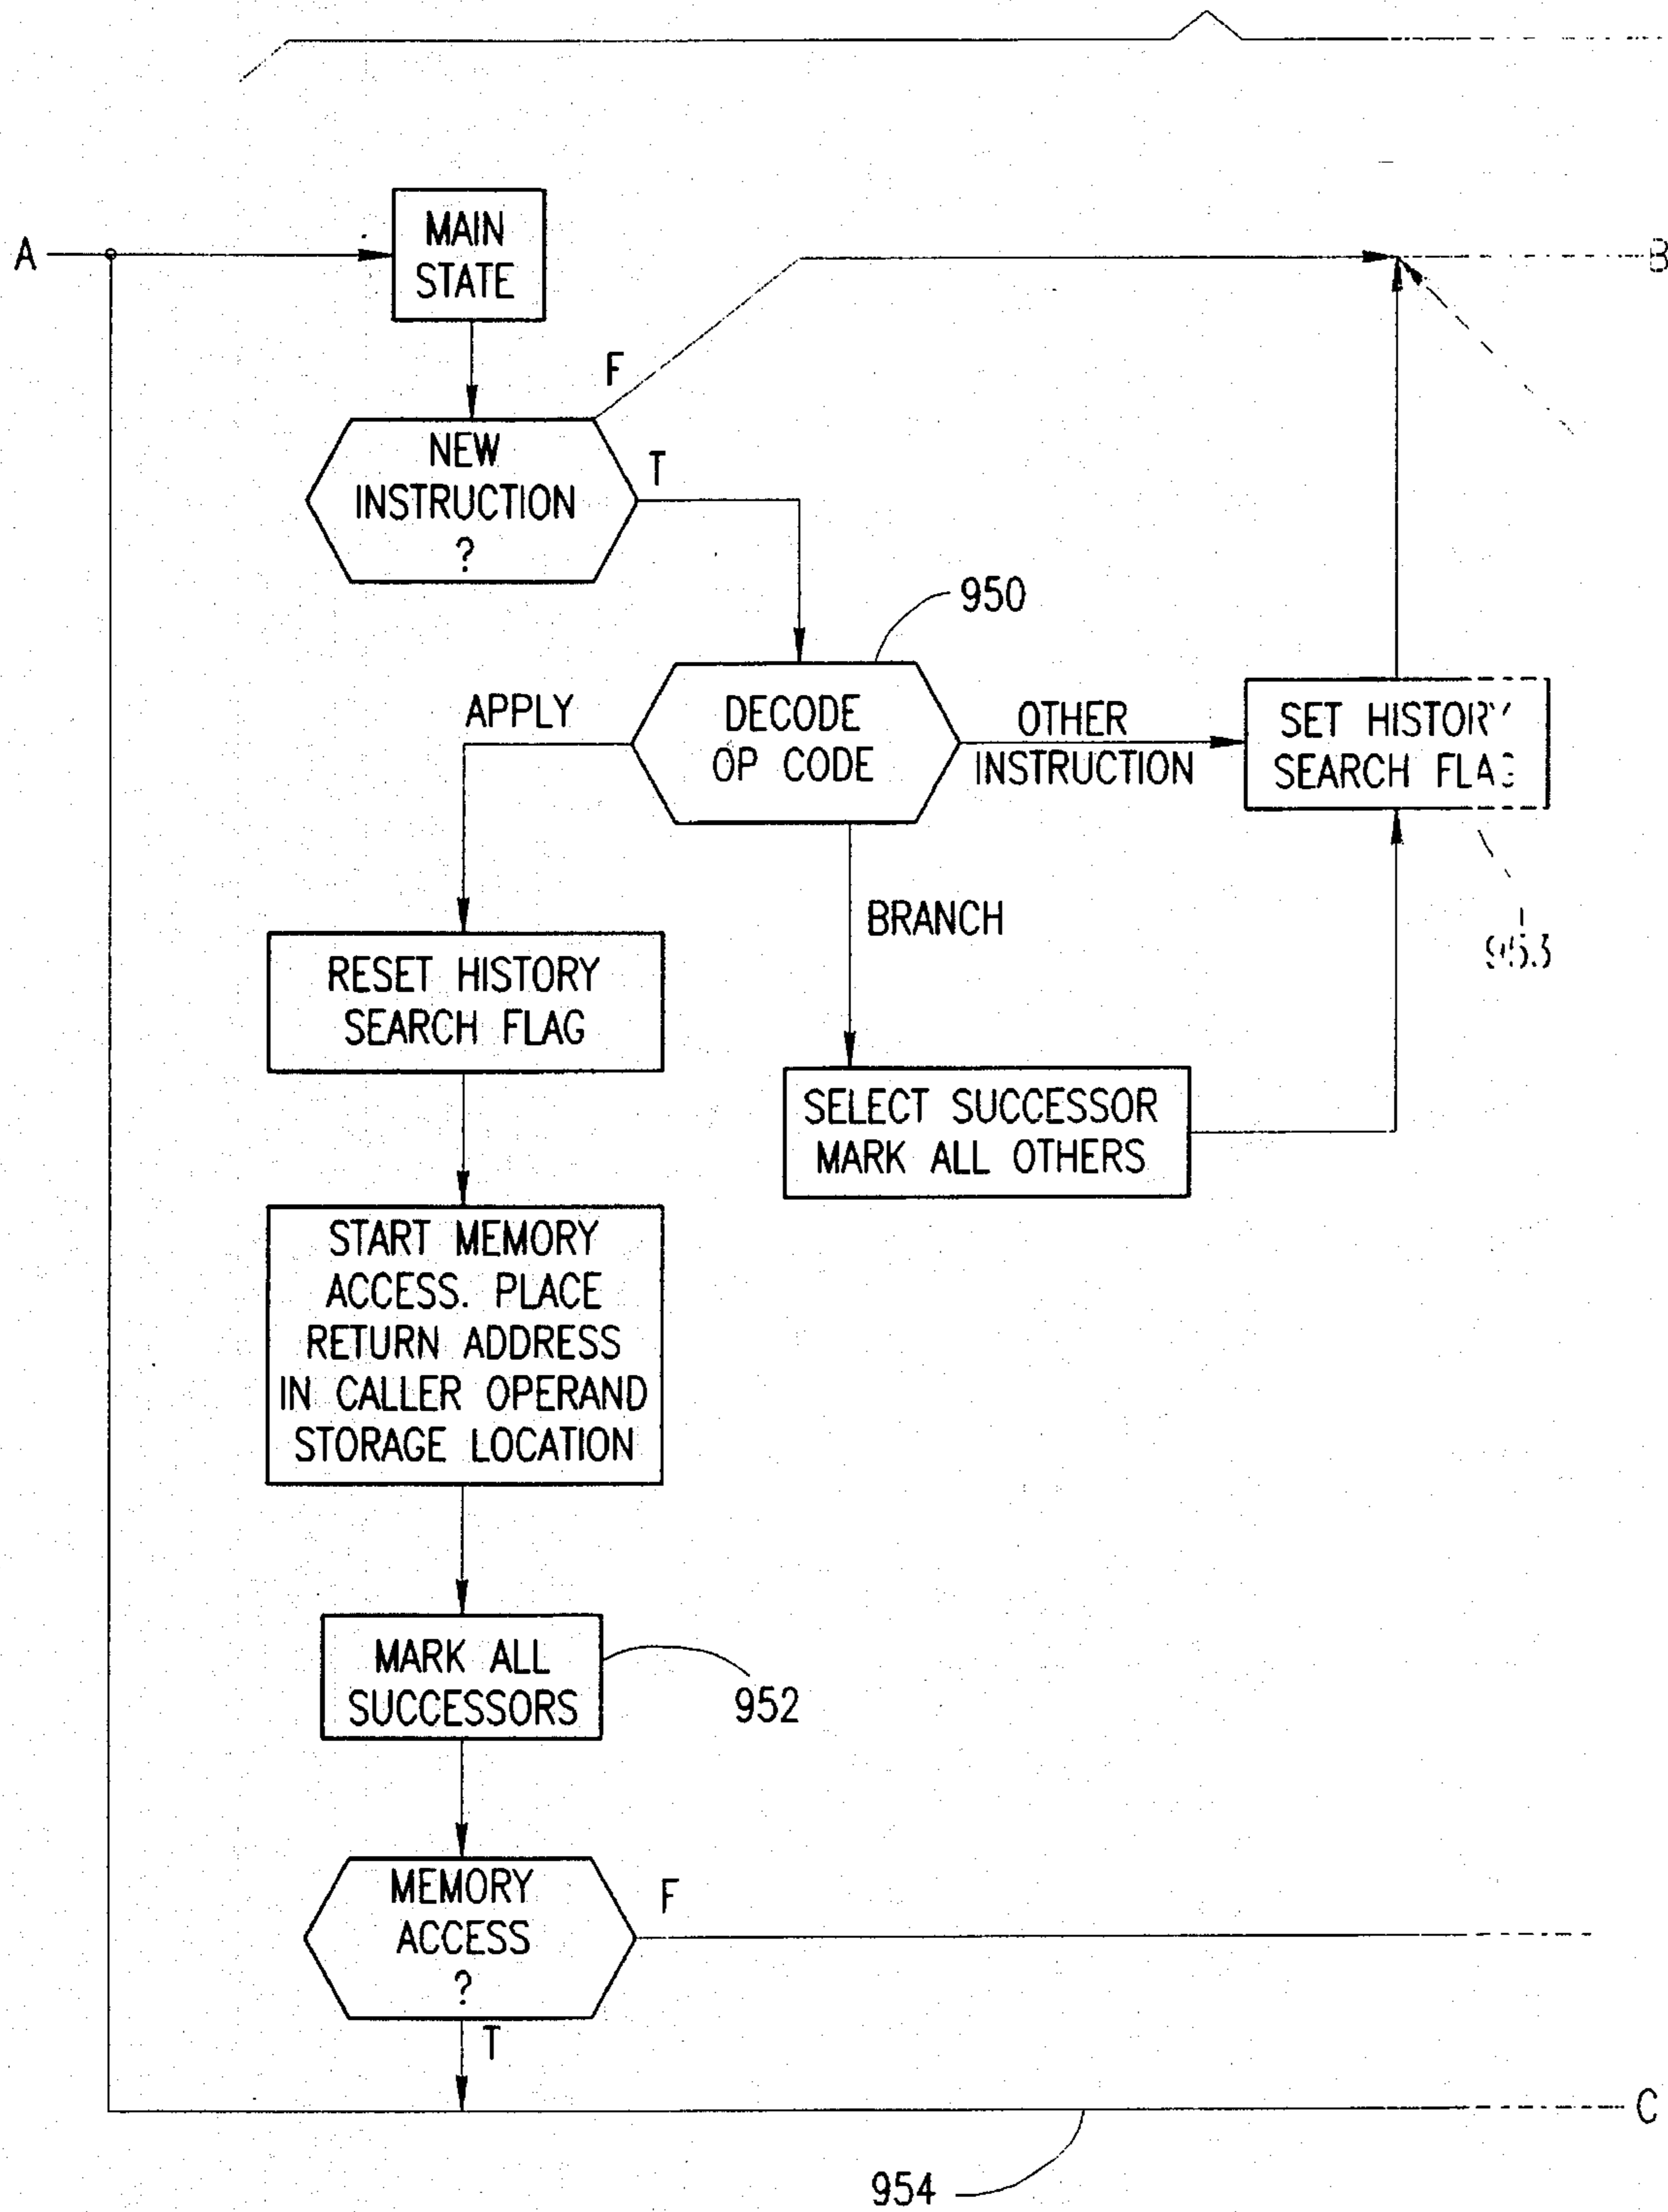 A
MAIN
STATE
B
F
NEW
INSTRUCTION
?
T
950
DECODE
OP CODE
APPLY
OTHER
INSTRUCTION
SET HISTORY
SEARCH FLAG
953
BRANCH
RESET HISTORY
SEARCH FLAG
SELECT SUCCESSOR
MARK ALL OTHERS
START MEMORY
ACCESS. PLACE
RETURN ADDRESS
IN CALLER OPERAND
STORAGE LOCATION
MARK ALL
SUCCESSORS
952
MEMORY
ACCESS
?
F
T
C
954